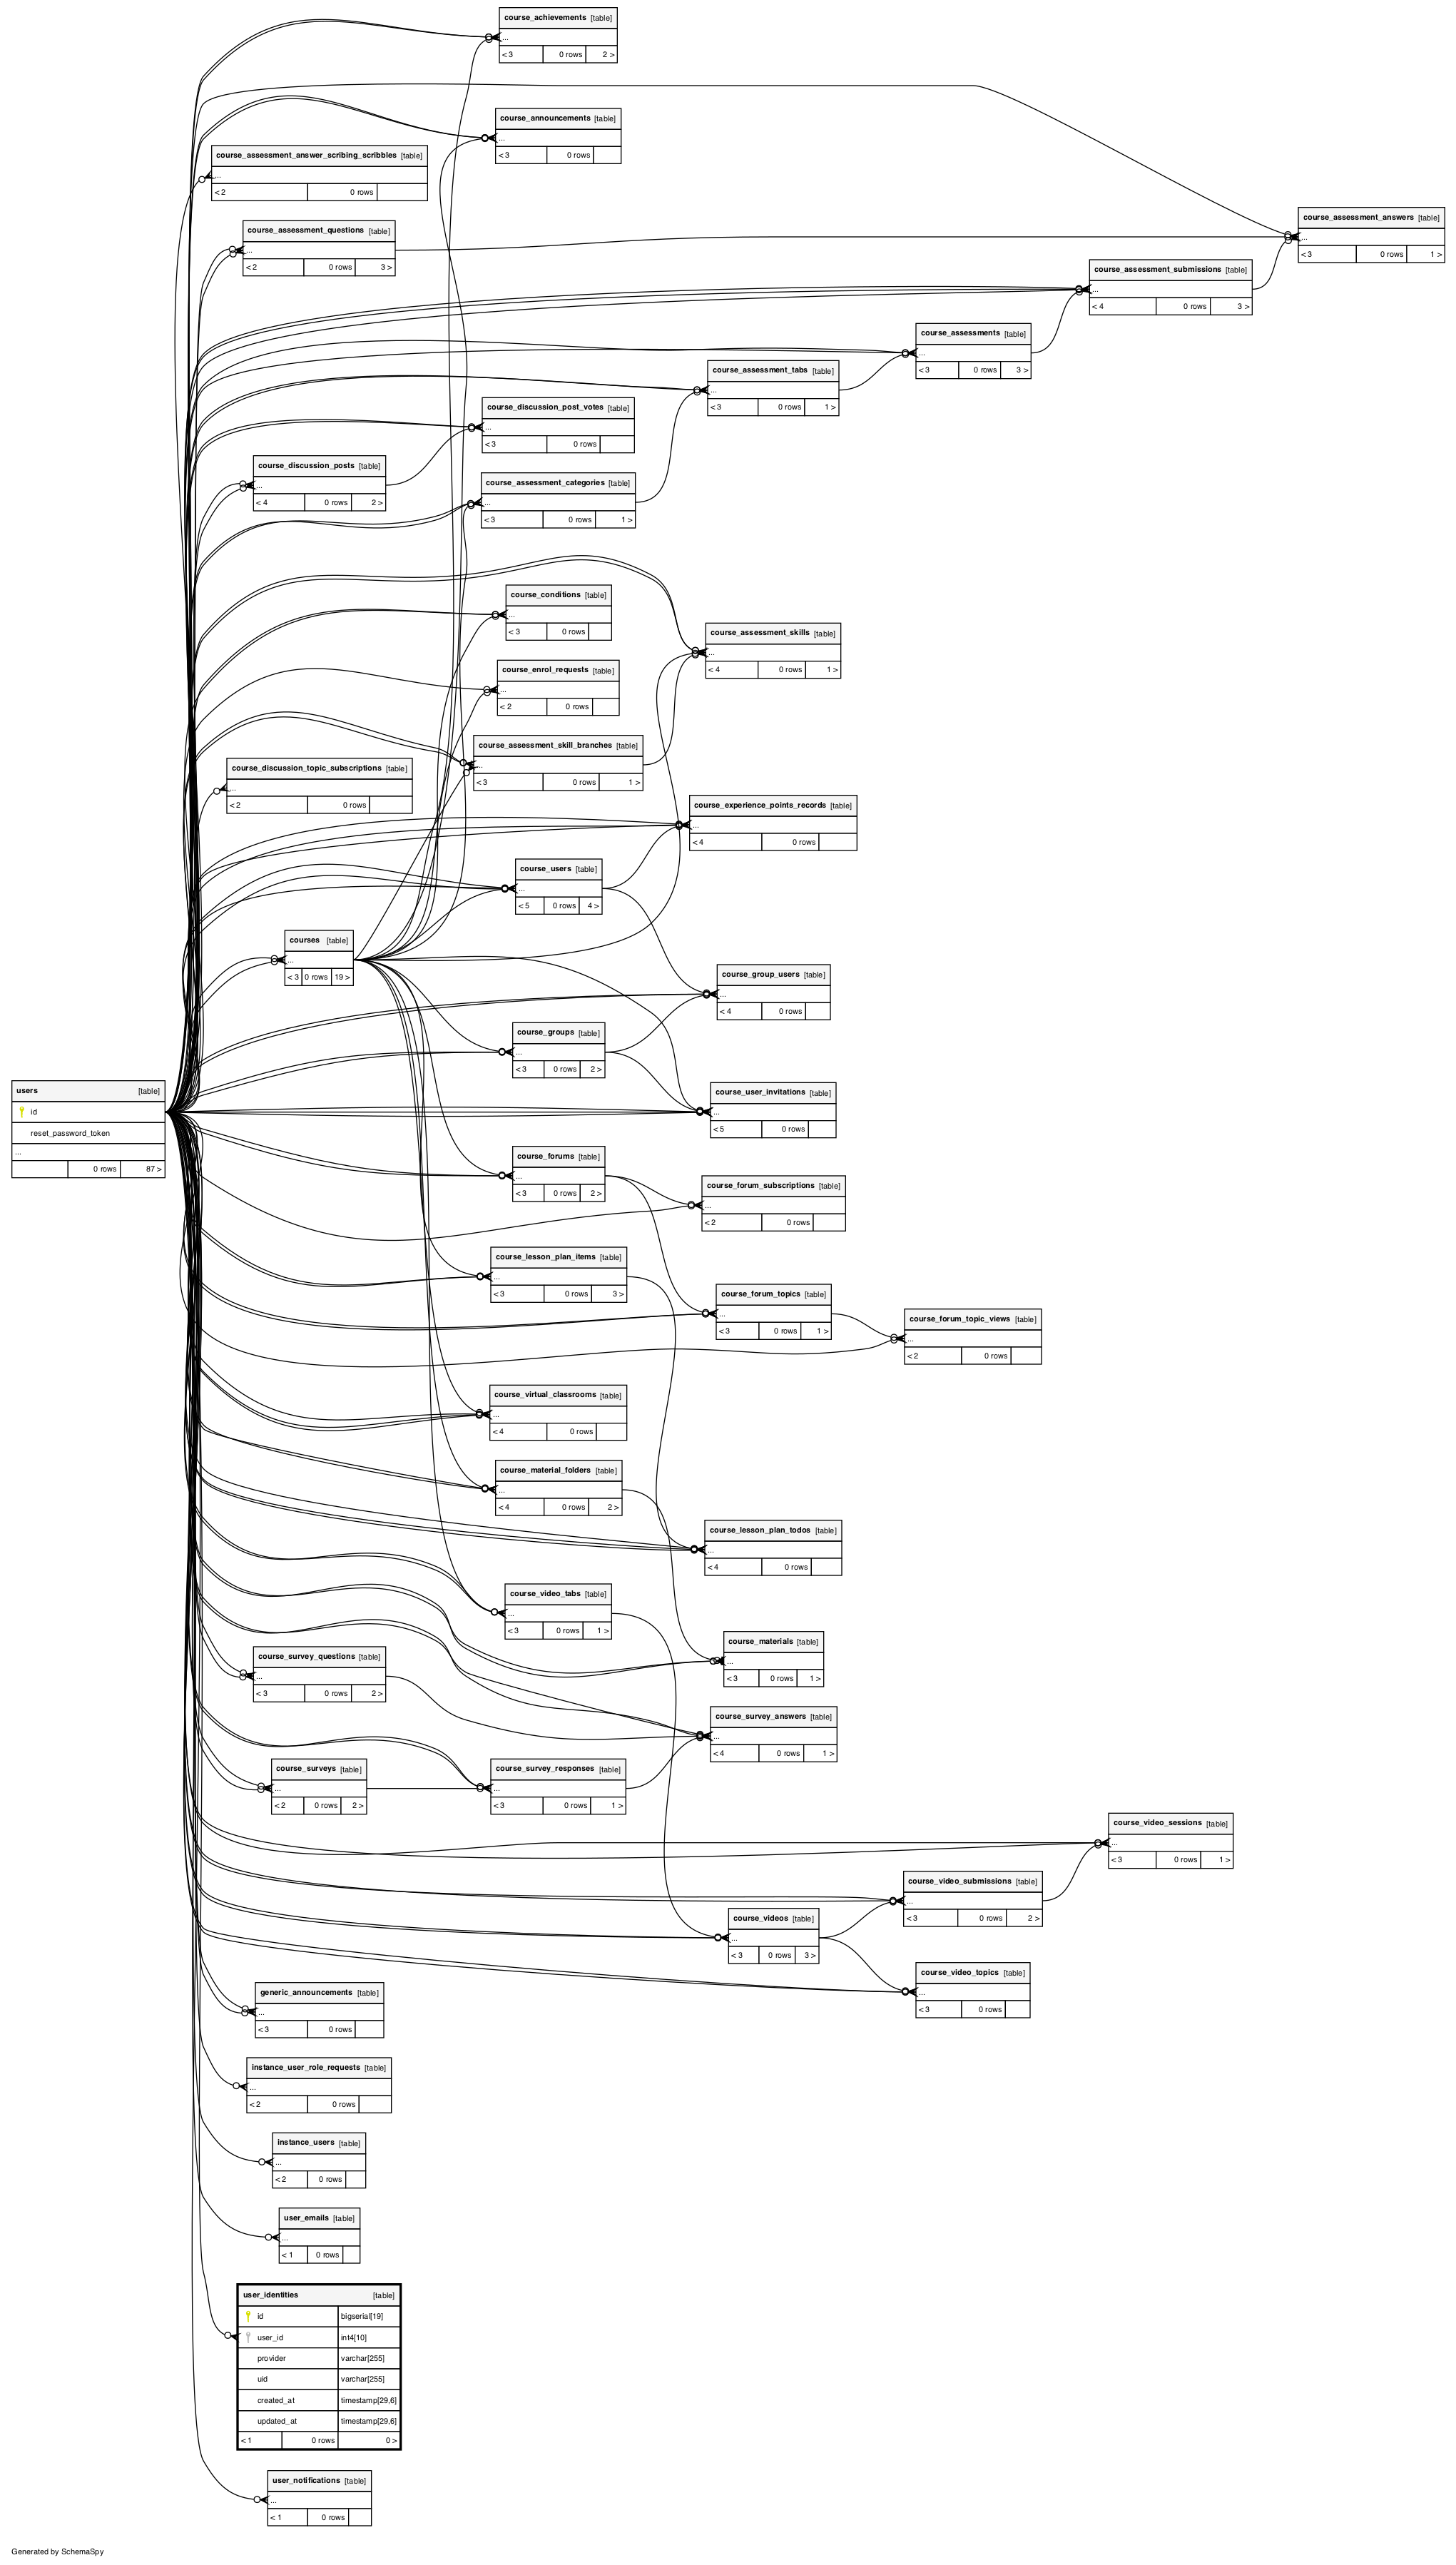 course_achievements [table]
...
< 3 0 rows 2 >
course_announcements [table]
...
< 3 0 rows
course_assessment_answer_scribing_scribbles [table]
...
< 2 0 rows
course_assessment_answers [table]
...
< 3 0 rows 1 >
course_assessment_questions [table]
...
< 2 0 rows 3 >
course_assessment_submissions [table]
...
< 4 0 rows 3 >
course_assessments [table]
...
< 3 0 rows 3 >
course_assessment_tabs [table]
...
< 3 0 rows 1 >
course_discussion_post_votes [table]
...
< 3 0 rows
course_discussion_posts [table]
...
< 4 0 rows 2 >
course_assessment_categories [table]
...
< 3 0 rows 1 >
course_conditions [table]
...
< 3 0 rows
course_assessment_skills [table]
...
< 4 0 rows 1 >
course_enrol_requests [table]
...
< 2 0 rows
course_assessment_skill_branches [table]
...
< 3 0 rows 1 >
course_discussion_topic_subscriptions [table]
...
< 2 0 rows
course_experience_points_records [table]
...
< 4 0 rows
course_users [table]
...
< 5 0 rows 4 >
courses [table]
...
< 3 0 rows 19 >
course_group_users [table]
...
< 4 0 rows
course_groups [table]
...
< 3 0 rows 2 >
users [table]
id
reset_password_token
...
0 rows 87 >
course_user_invitations [table]
...
< 5 0 rows
course_forums [table]
...
< 3 0 rows 2 >
course_forum_subscriptions [table]
...
< 2 0 rows
course_lesson_plan_items [table]
...
< 3 0 rows 3 >
course_forum_topics [table]
...
< 3 0 rows 1 >
course_forum_topic_views [table]
...
< 2 0 rows
course_virtual_classrooms [table]
...
< 4 0 rows
course_material_folders [table]
...
< 4 0 rows 2 >
course_lesson_plan_todos [table]
...
< 4 0 rows
course_video_tabs [table]
...
< 3 0 rows 1 >
course_materials [table]
...
< 3 0 rows 1 >
course_survey_questions [table]
...
< 3 0 rows 2 >
course_survey_answers [table]
...
< 4 0 rows 1 >
course_surveys [table]
...
< 2 0 rows 2 >
course_survey_responses [table]
...
< 3 0 rows 1 >
course_video_sessions [table]
...
< 3 0 rows 1 >
course_video_submissions [table]
...
< 3 0 rows 2 >
course_videos [table]
...
< 3 0 rows 3 >
course_video_topics [table]
...
< 3 0 rows
generic_announcements [table]
...
< 3 0 rows
instance_user_role_requests [table]
...
< 2 0 rows
instance_users [table]
...
< 2 0 rows
user_emails [table]
...
< 1 0 rows
user_identities [table]
id bigserial[19]
user_id int4[10]
provider varchar[255]
uid varchar[255]
created_at timestamp[29,6]
updated_at timestamp[29,6]
< 1 0 rows 0 >
user_notifications [table]
...
< 1 0 rows
Generated by SchemaSpy